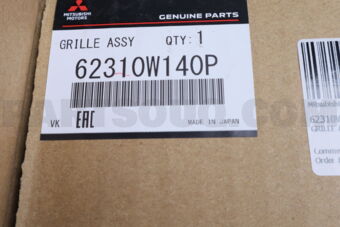 MITSUBISHI
MOTORS
GENUINE PARTS
GRILLE ASSY QTY: 1
62310W140P
VK EAC MADE IN JAPAN